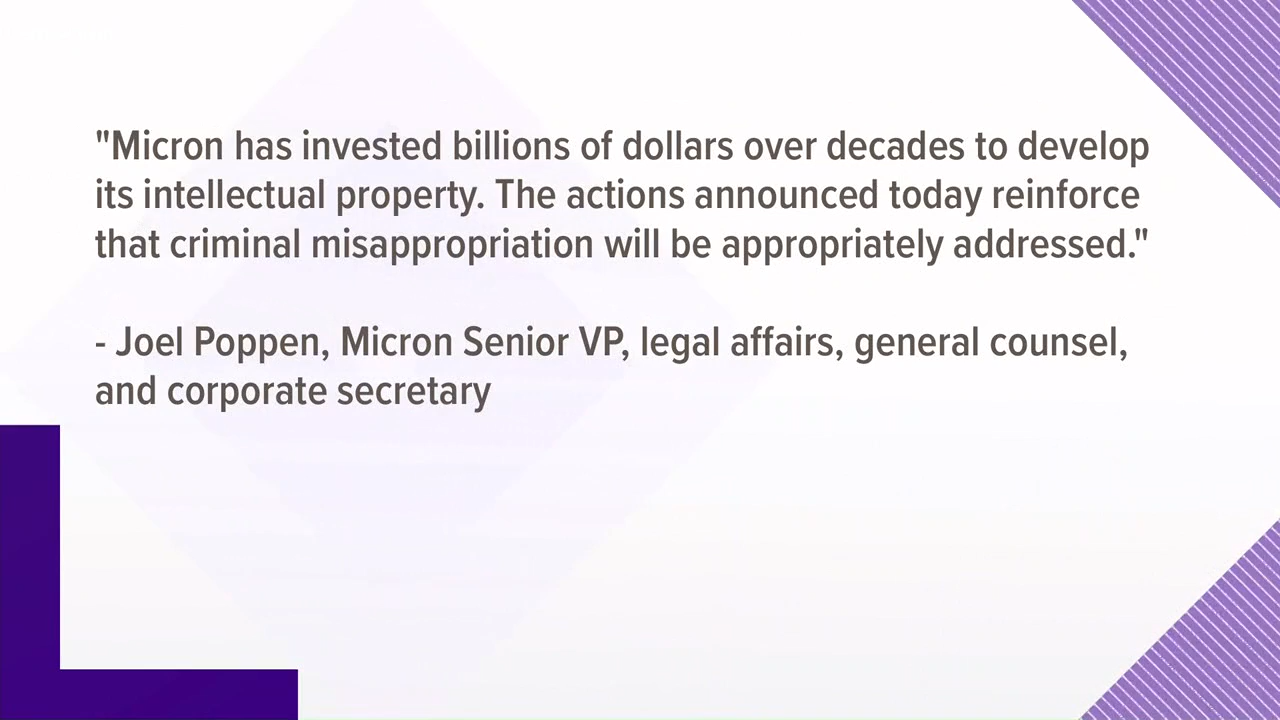 "Micron has invested billions of dollars over decades to develop
its intellectual property. The actions announced today reinforce
that criminal misappropriation will be appropriately addressed."
- Joel Poppen, Micron Senior VP, legal affairs, general counsel,
and corporate secretary